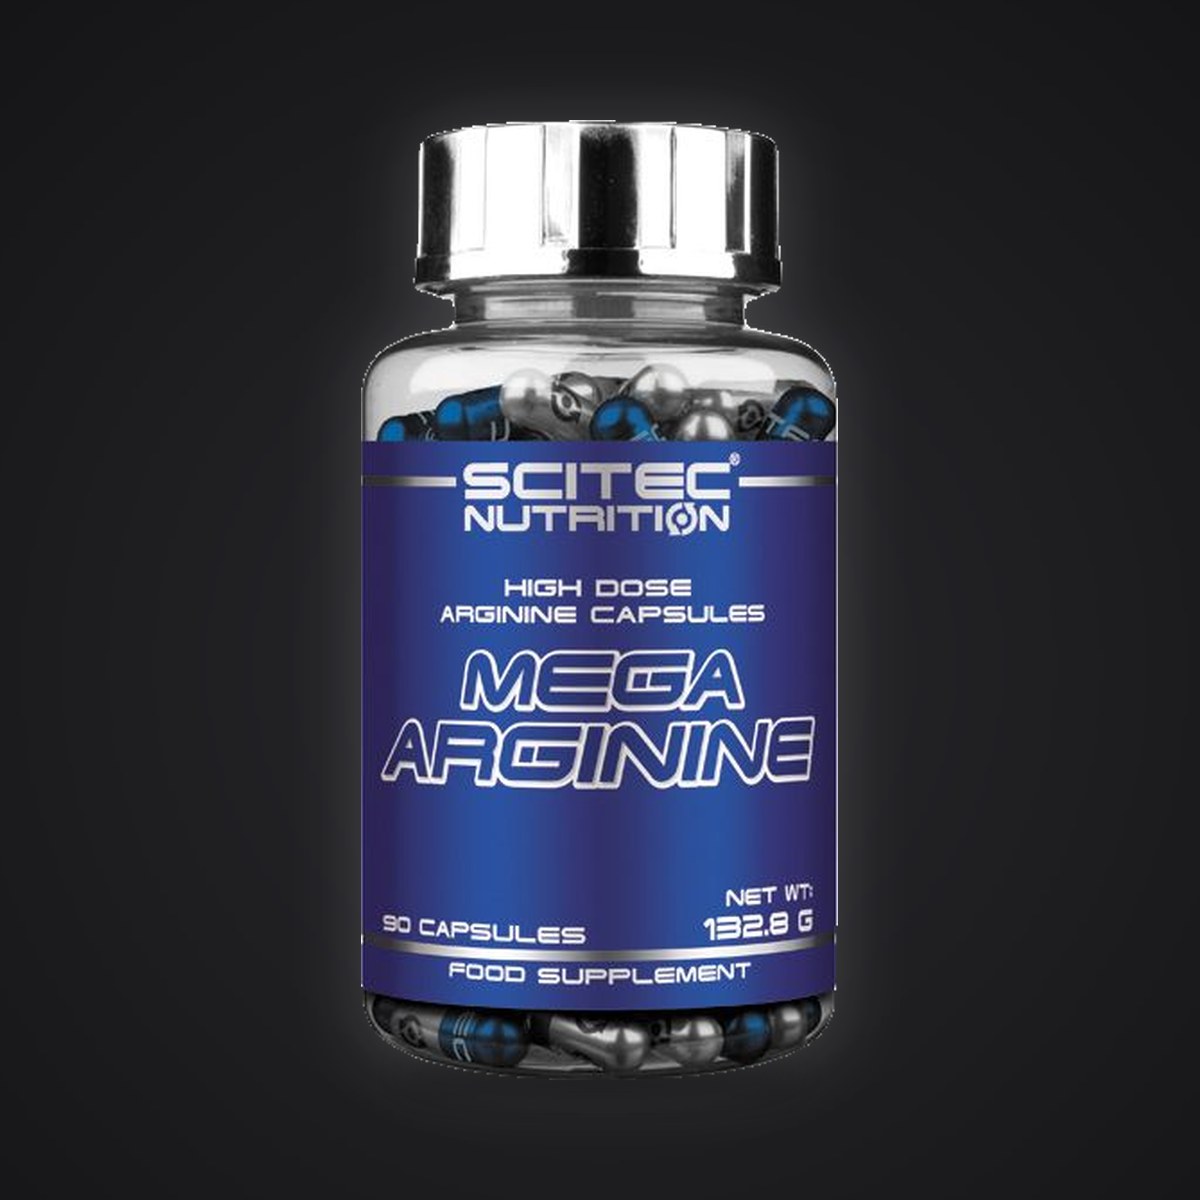 SCITEC®
NUTRITION
HIGH DOSE
ARGININE CAPSULES
MEGA
ARGININE
NET WT:
90 CAPSULES 132.8 G
FOOD SUPPLEMENT